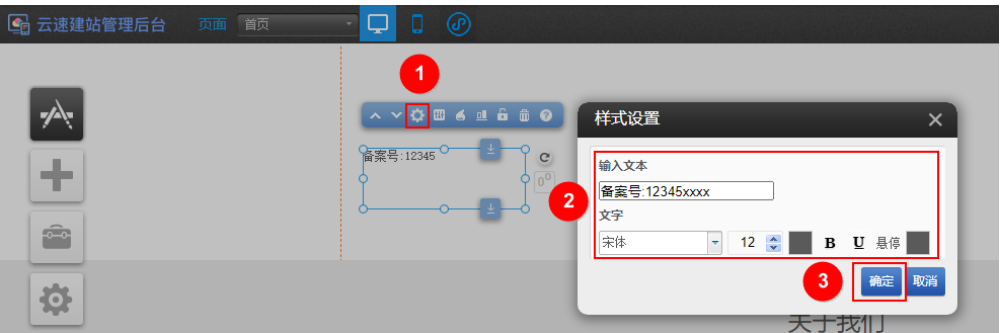 云速建站管理后台 页面 首页
1
备案号:12345
0°
样式设置
输入文本
备案号:12345xxxx
2
文字
宋体 12 B U 悬停
3 确定 取消
关于我们